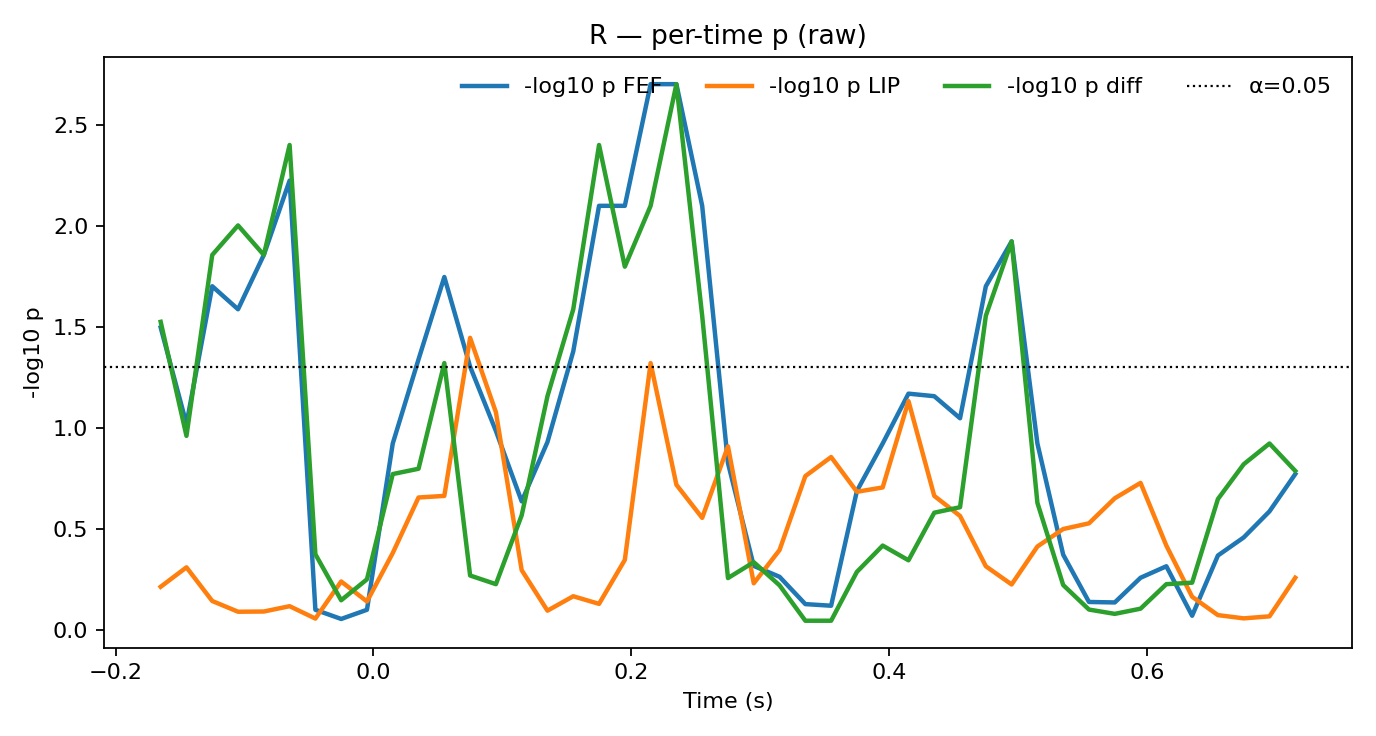 R — per-time p (raw)
-log10 p FEF
-log10 p LIP
-log10 p diff
α=0.05
-log10 p
2.5
2.0
1.5
1.0
0.5
0.0
−0.2
0.0
0.2
0.4
0.6
Time (s)